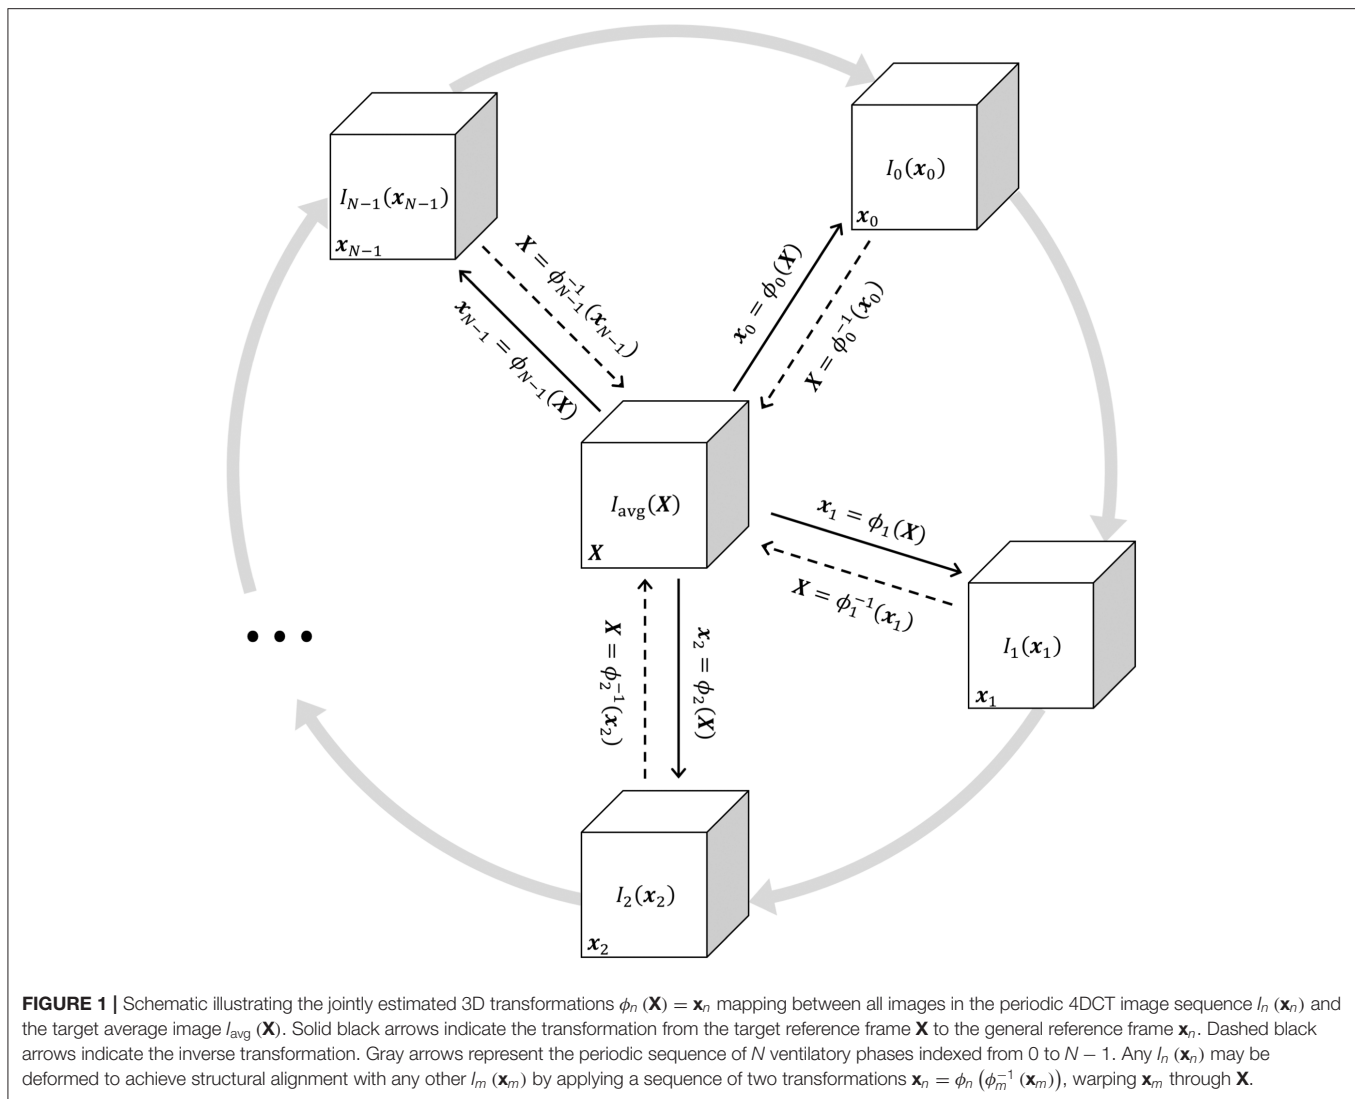 I_{N−1}(x_{N−1})
x_{N−1}
I_0(x_0)
x_0
X = ϕ_{N−1}^{−1}(x_{N−1})
x_{N−1} = ϕ_{N−1}(X)
x_0 = ϕ_0(X)
X = ϕ_0^{−1}(x_0)
I_avg(X)
X
x_1 = ϕ_1(X)
X = ϕ_1^{−1}(x_1)
I_1(x_1)
x_1
X = ϕ_2^{−1}(x_2)
x_2 = ϕ_2(X)
• • •
I_2(x_2)
x_2
FIGURE 1 | Schematic illustrating the jointly estimated 3D transformations ϕ_n (X) = x_n mapping between all images in the periodic 4DCT image sequence I_n (x_n) and
the target average image I_avg (X). Solid black arrows indicate the transformation from the target reference frame X to the general reference frame x_n. Dashed black
arrows indicate the inverse transformation. Gray arrows represent the periodic sequence of N ventilatory phases indexed from 0 to N − 1. Any I_n (x_n) may be
deformed to achieve structural alignment with any other I_m (x_m) by applying a sequence of two transformations x_n = ϕ_n (ϕ_m^{−1} (x_m)), warping x_m through X.